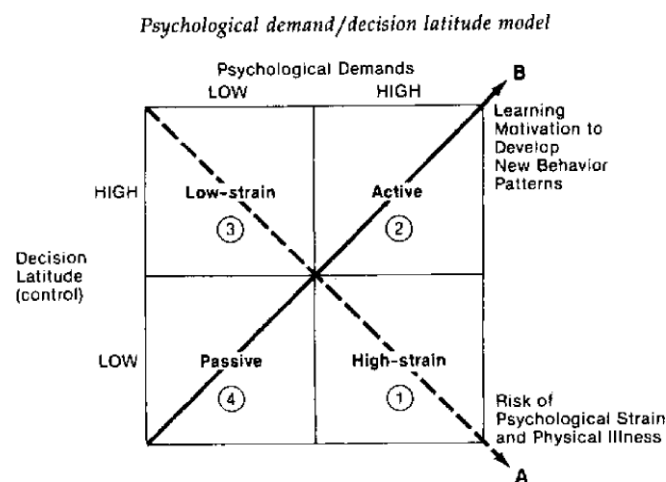 Psychological demand/decision latitude model
Psychological Demands
LOW HIGH
B
Learning
Motivation to
Develop
New Behavior
Patterns
HIGH
Low-strain
Active
3
2
Decision
Latitude
(control)
LOW
Passive
High-strain
4
1
Risk of
Psychological Strain
and Physical Illness
A